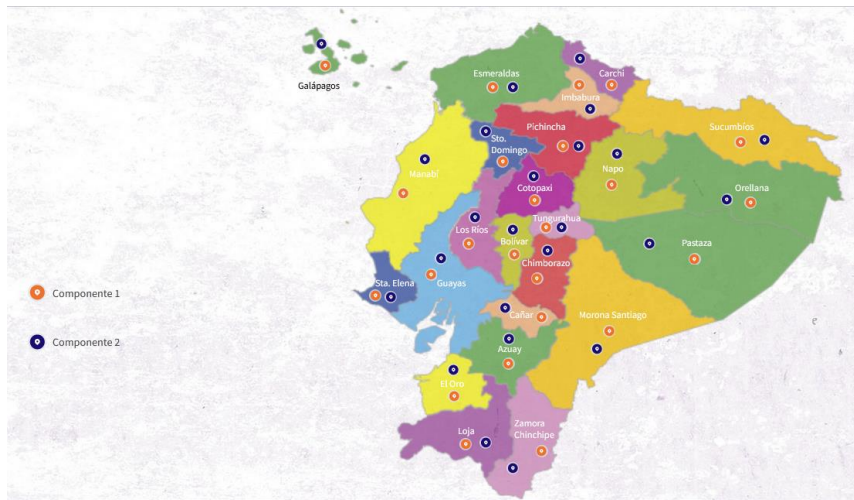 Galápagos
Esmeraldas
Carchi
Imbabura
Pichincha
Sto.
Domingo
Sucumbíos
Manabí
Napo
Cotopaxi
Orellana
Los Ríos
Tungurahua
Bolívar
Pastaza
Chimborazo
Sta. Elena
Guayas
Componente 1
Cañar
Morona Santiago
Componente 2
Azuay
El Oro
Loja
Zamora
Chinchipe